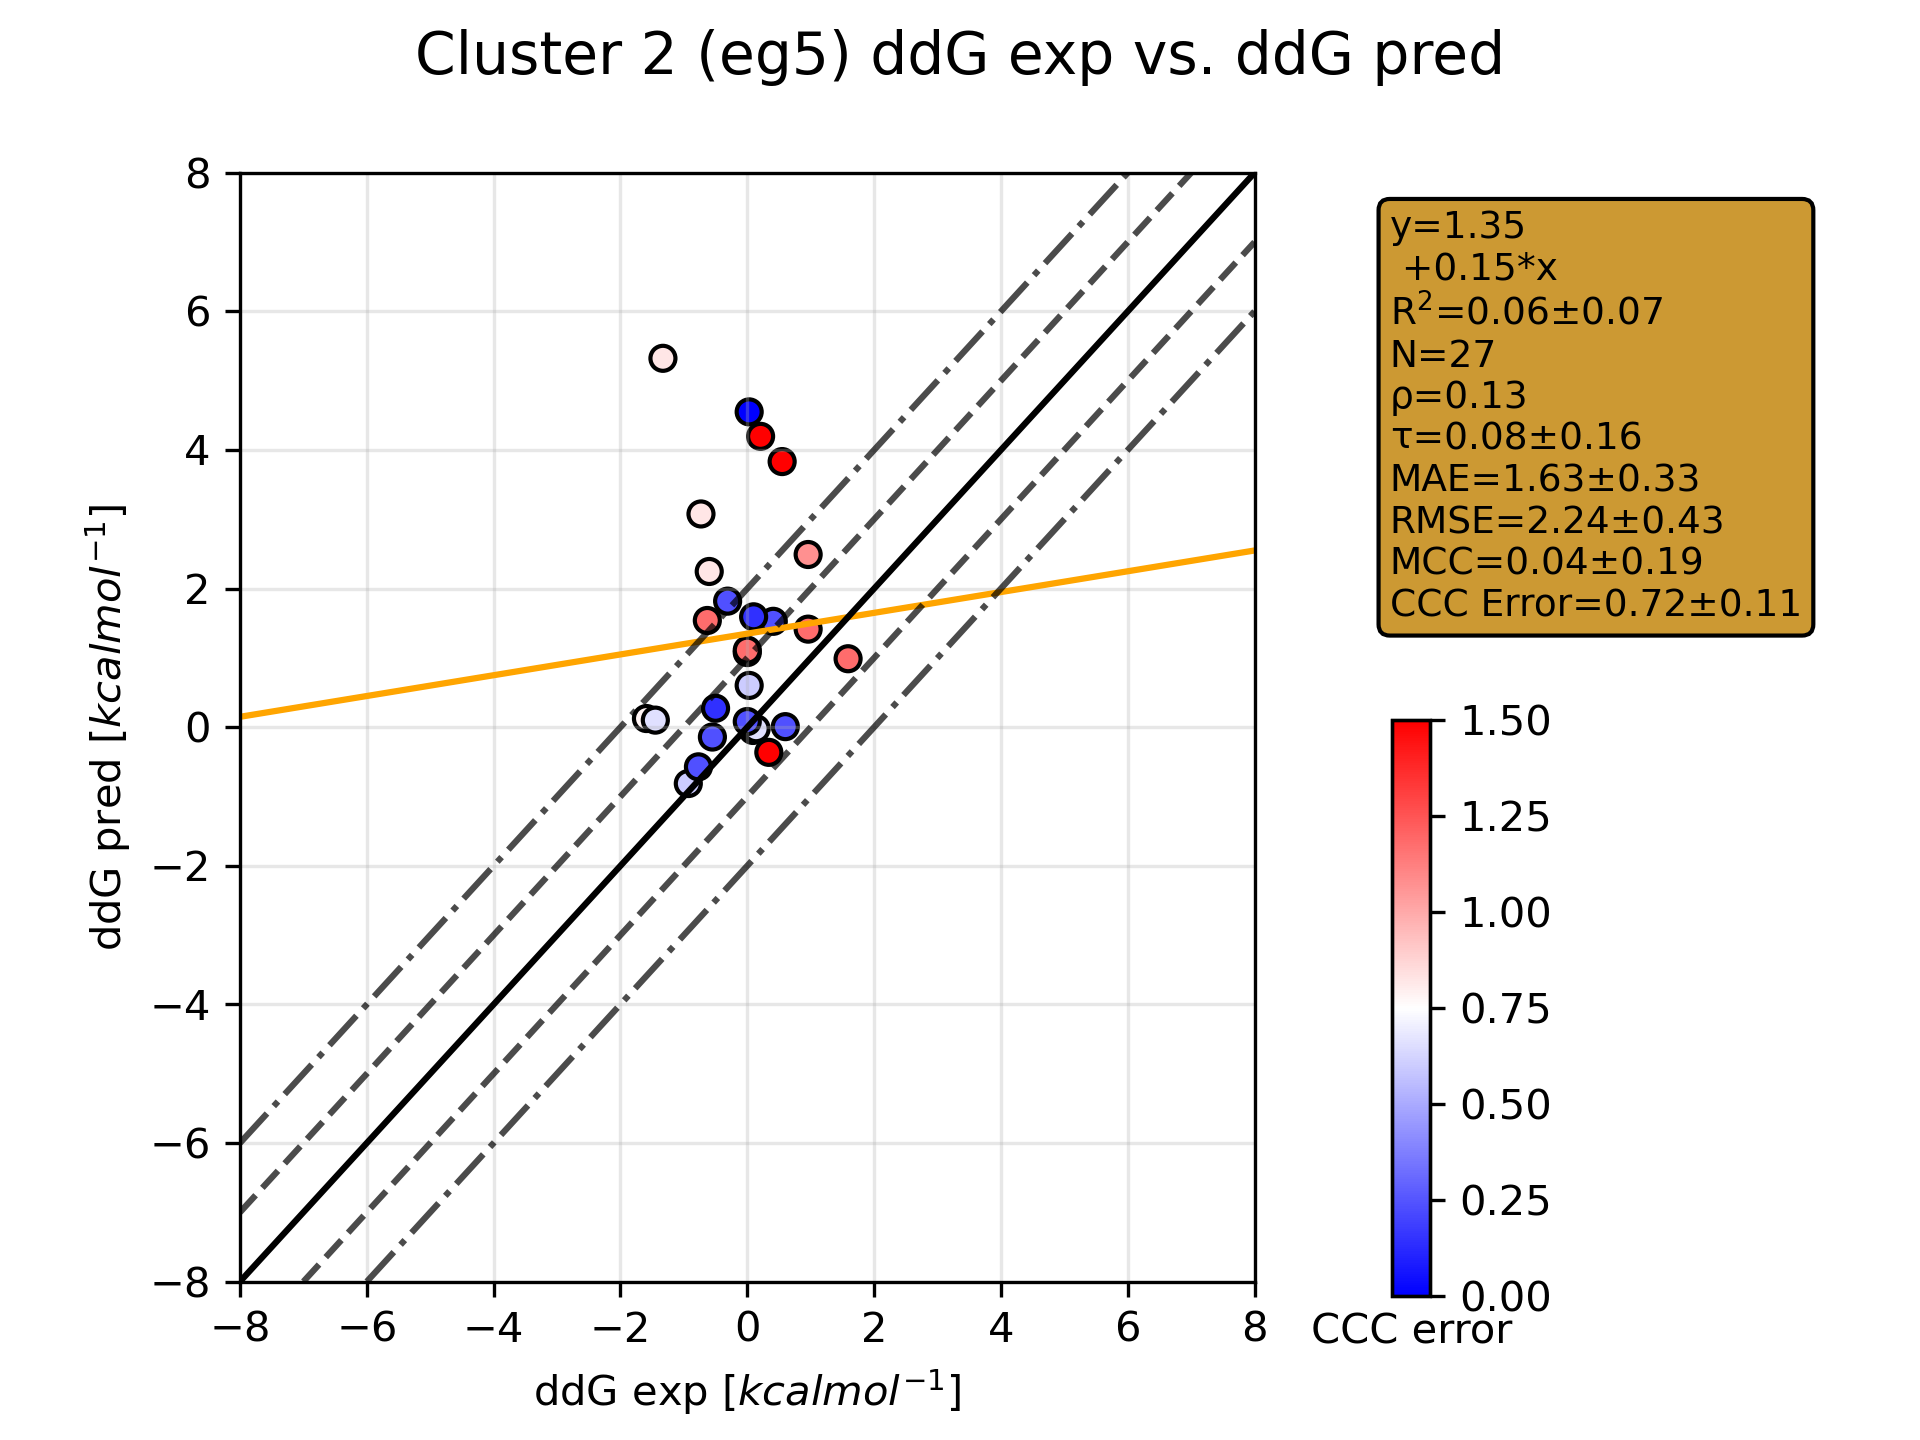 Cluster 2 (eg5) ddG exp vs. ddG pred
8
6
4
2
0
−2
−4
−6
−8
ddG pred [kcalmol⁻¹]
−8 −6 −4 −2 0 2 4 6 8
ddG exp [kcalmol⁻¹]
y=1.35
+0.15*x
R²=0.06±0.07
N=27
ρ=0.13
τ=0.08±0.16
MAE=1.63±0.33
RMSE=2.24±0.43
MCC=0.04±0.19
CCC Error=0.72±0.11
1.50
1.25
1.00
0.75
0.50
0.25
0.00
CCC error